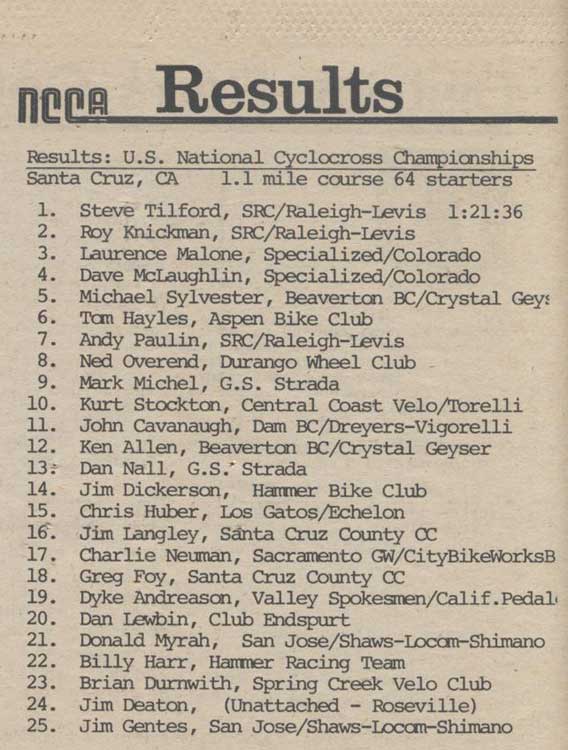 NCCA Results
Results: U.S. National Cyclocross Championships
Santa Cruz, CA 1.1 mile course 64 starters
1. Steve Tilford, SRC/Raleigh-Levis 1:21:36
2. Roy Knickman, SRC/Raleigh-Levis
3. Laurence Malone, Specialized/Colorado
4. Dave McLaughlin, Specialized/Colorado
5. Michael Sylvester, Beaverton BC/Crystal Geys
6. Tom Hayles, Aspen Bike Club
7. Andy Paulin, SRC/Raleigh-Levis
8. Ned Overend, Durango Wheel Club
9. Mark Michel, G.S. Strada
10. Kurt Stockton, Central Coast Velo/Torelli
11. John Cavanaugh, Dam BC/Dreyers-Vigorelli
12. Ken Allen, Beaverton BC/Crystal Geyser
13. Dan Nall, G.S. Strada
14. Jim Dickerson, Hammer Bike Club
15. Chris Huber, Los Gatos/Echelon
16. Jim Langley, Santa Cruz County CC
17. Charlie Neuman, Sacramento GW/CityBikeWorksB
18. Greg Foy, Santa Cruz County CC
19. Dyke Andreason, Valley Spokesmen/Calif.Pedal
20. Dan Lewbin, Club Endspurt
21. Donald Myrah, San Jose/Shaws-Locom-Shimano
22. Billy Harr, Hammer Racing Team
23. Brian Durnwith, Spring Creek Velo Club
24. Jim Deaton, (Unattached - Roseville)
25. Jim Gentes, San Jose/Shaws-Locom-Shimano